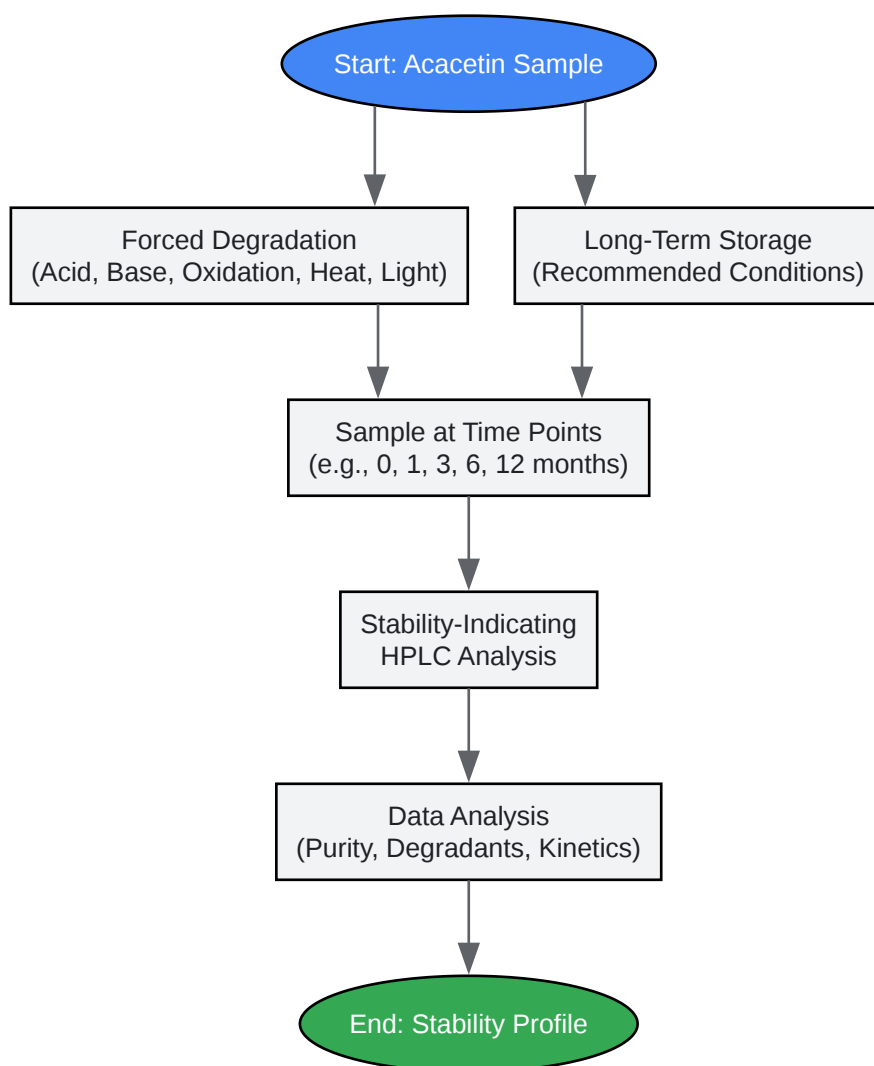 Start: Acacetin Sample
Forced Degradation
(Acid, Base, Oxidation, Heat, Light)
Long-Term Storage
(Recommended Conditions)
Sample at Time Points
(e.g., 0, 1, 3, 6, 12 months)
Stability-Indicating
HPLC Analysis
Data Analysis
(Purity, Degradants, Kinetics)
End: Stability Profile